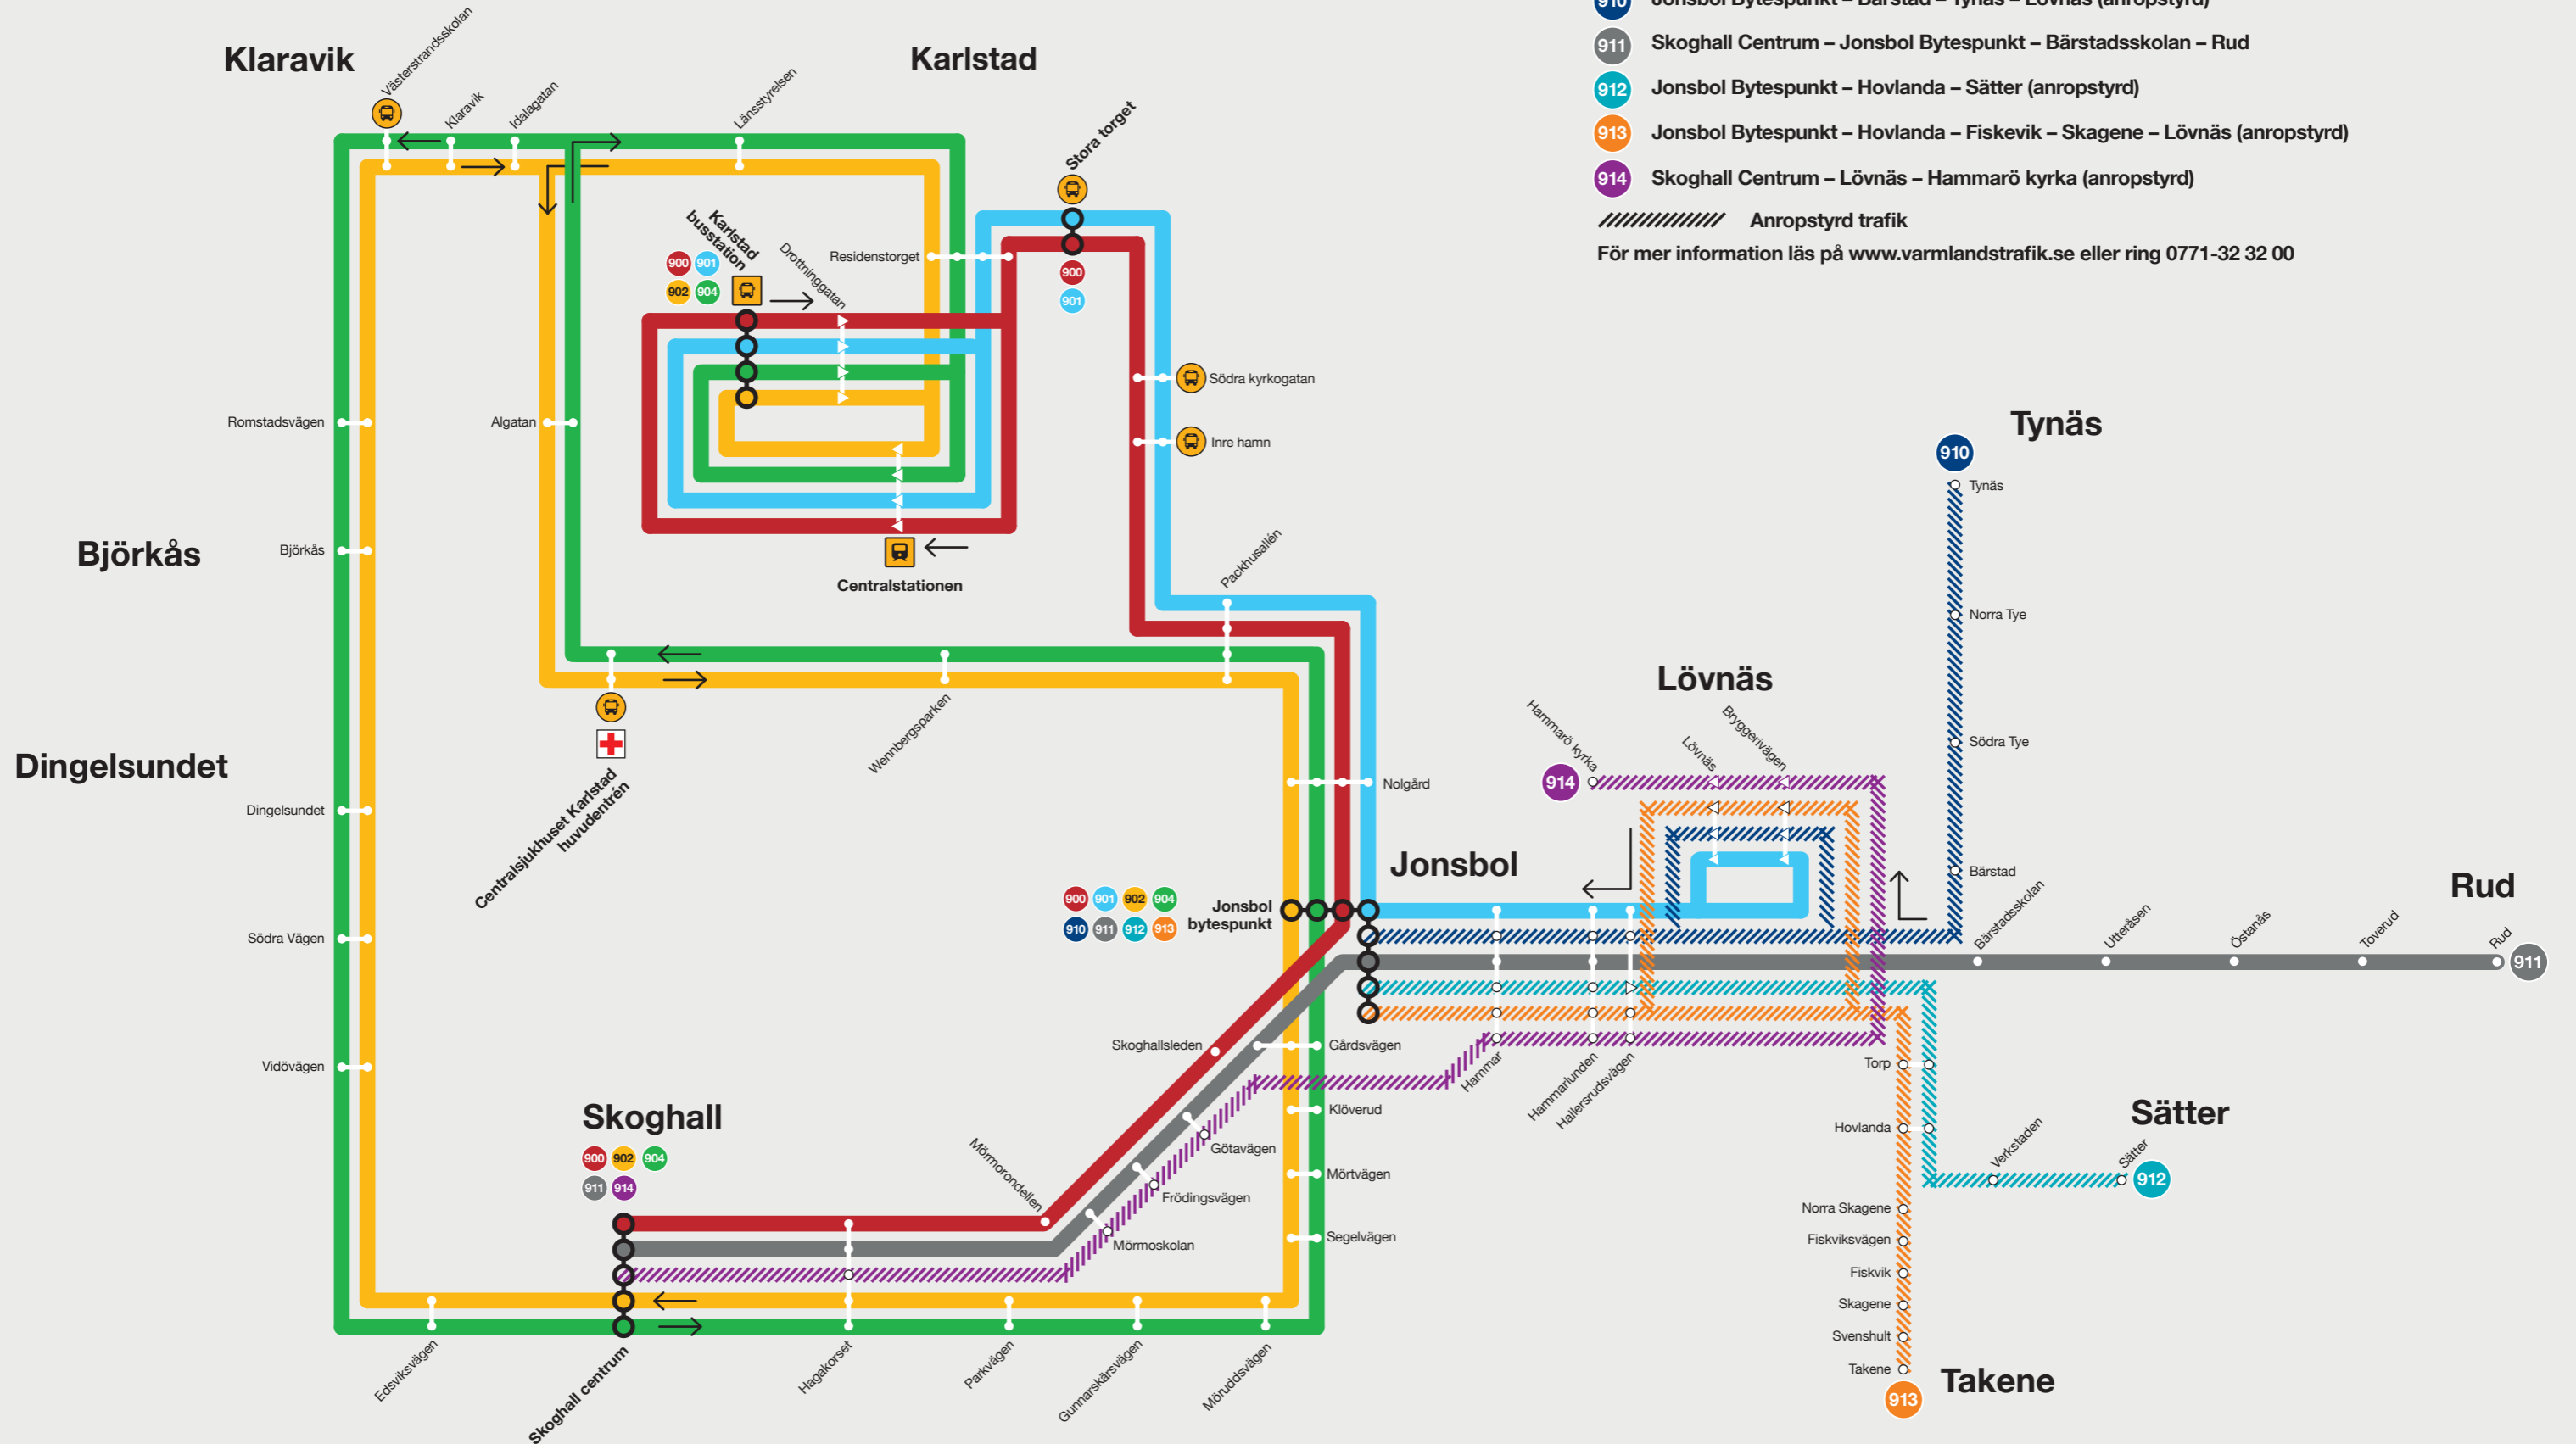 910 Jonsbol Bytespunkt – Bärstad – Tynäs – Lövnäs (anropstyrd)
911 Skoghall Centrum – Jonsbol Bytespunkt – Bärstadsskolan – Rud
912 Jonsbol Bytespunkt – Hovlanda – Sätter (anropstyrd)
913 Jonsbol Bytespunkt – Hovlanda – Fiskevik – Skagene – Lövnäs (anropstyrd)
914 Skoghall Centrum – Lövnäs – Hammarö kyrka (anropstyrd)
Anropstyrd trafik
För mer information läs på www.varmlandstrafik.se eller ring 0771-32 32 00
Klaravik
Karlstad
Västerstrandsskolan
Klaravik
Idalagatan
Länsstyrelsen
Stora torget
900
901
Karlstad
busstation
900 901
902 904
Drottninggatan
Residenstorget
Södra kyrkogatan
Inre hamn
Romstadsvägen
Algatan
Björkås
Björkås
Centralstationen
Packhusallén
Dingelsundet
Dingelsundet
Centralsjukhuset Karlstad
huvudentrén
Wennbergsparken
Nolgård
Södra Vägen
Vidövägen
Jonsbol
900 901 902 904
910 911 912 913
Jonsbol
bytespunkt
Tynäs
910
Tynäs
Norra Tye
Södra Tye
Bärstad
Lövnäs
914
Hammarö kyrka
Lövnäs
Bryggerivägen
Rud
Bärstadsskolan
Utteråsen
Östanås
Toverud
Rud
911
Skoghallsleden
Gårdsvägen
Hammar
Hammarlunden
Hallersrudsvägen
Klöverud
Götavägen
Mörtvägen
Frödingsvägen
Mörmoskolan
Segelvägen
Mörmorondellen
Torp
Hovlanda
Sätter
Verkstaden
Sätter
912
Norra Skagene
Fiskviksvägen
Fiskvik
Skagene
Svenshult
Takene
Takene
913
Skoghall
900 902 904
911 914
Edsviksvägen
Skoghall centrum
Hagakorset
Parkvägen
Gunnarskärsvägen
Möruddsvägen